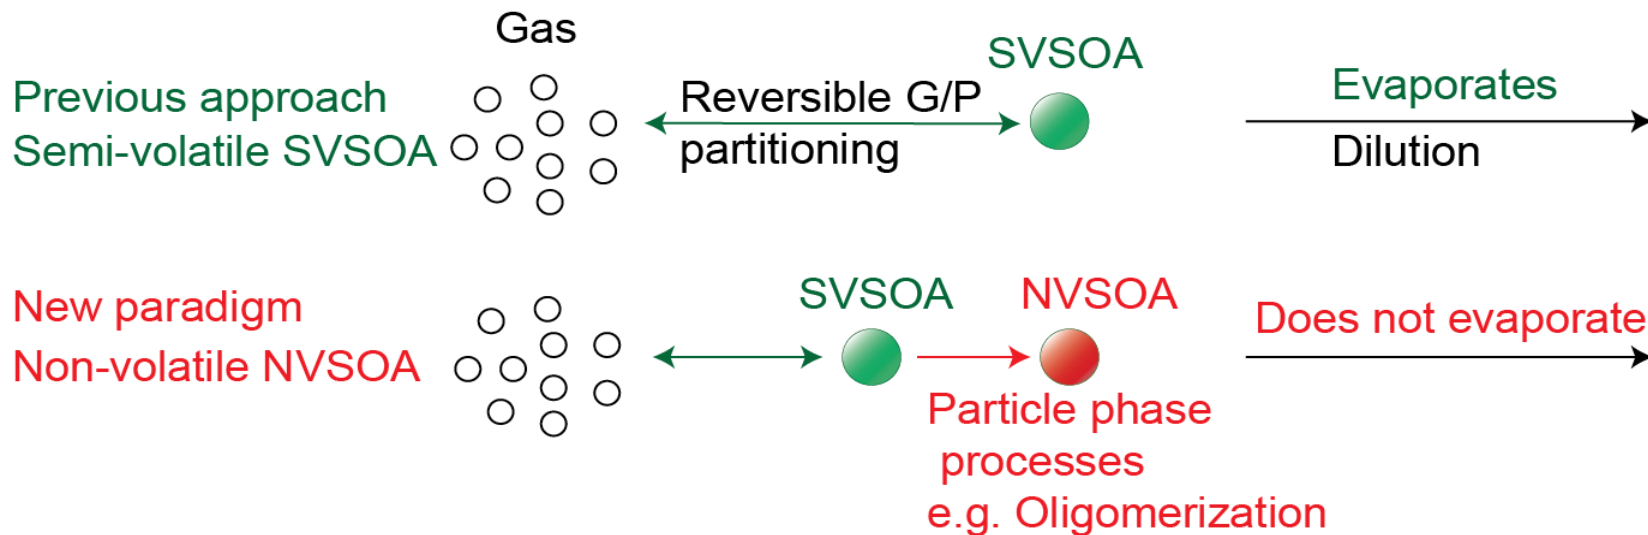 Gas
SVSOA
Previous approach
Semi-volatile SVSOA
Reversible G/P
partitioning
Evaporates
Dilution
New paradigm
Non-volatile NVSOA
SVSOA
NVSOA
Does not evaporate
Particle phase
processes
e.g. Oligomerization